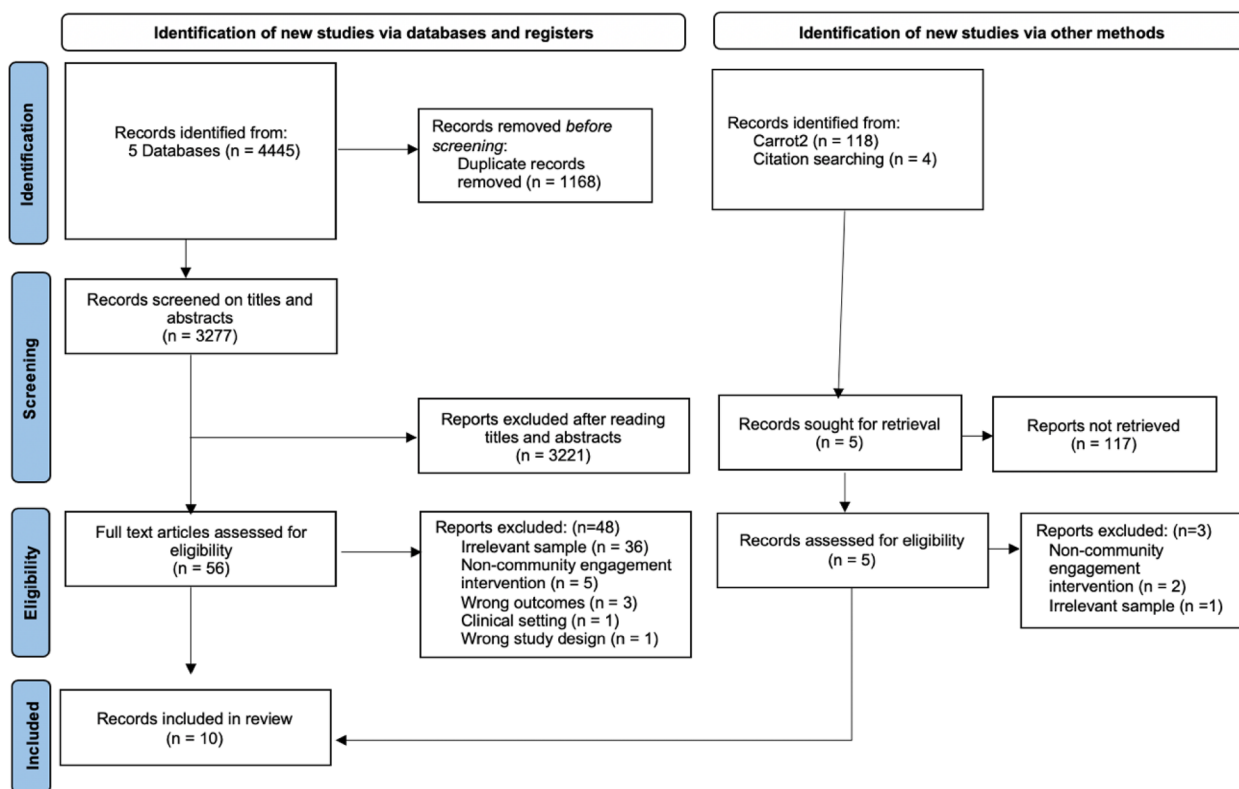 Identification of new studies via databases and registers
Identification of new studies via other methods
Identification
Records identified from:
5 Databases (n = 4445)
Records removed before
screening:
Duplicate records
removed (n = 1168)
Records identified from:
Carrot2 (n = 118)
Citation searching (n = 4)
Screening
Records screened on titles and
abstracts
(n = 3277)
Reports excluded after reading
titles and abstracts
(n = 3221)
Records sought for retrieval
(n = 5)
Reports not retrieved
(n = 117)
Eligibility
Full text articles assessed for
eligibility
(n = 56)
Reports excluded: (n=48)
Irrelevant sample (n = 36)
Non-community engagement
intervention (n = 5)
Wrong outcomes (n = 3)
Clinical setting (n = 1)
Wrong study design (n = 1)
Records assessed for eligibility
(n = 5)
Reports excluded: (n=3)
Non-community
engagement
intervention (n = 2)
Irrelevant sample (n =1)
Included
Records included in review
(n = 10)